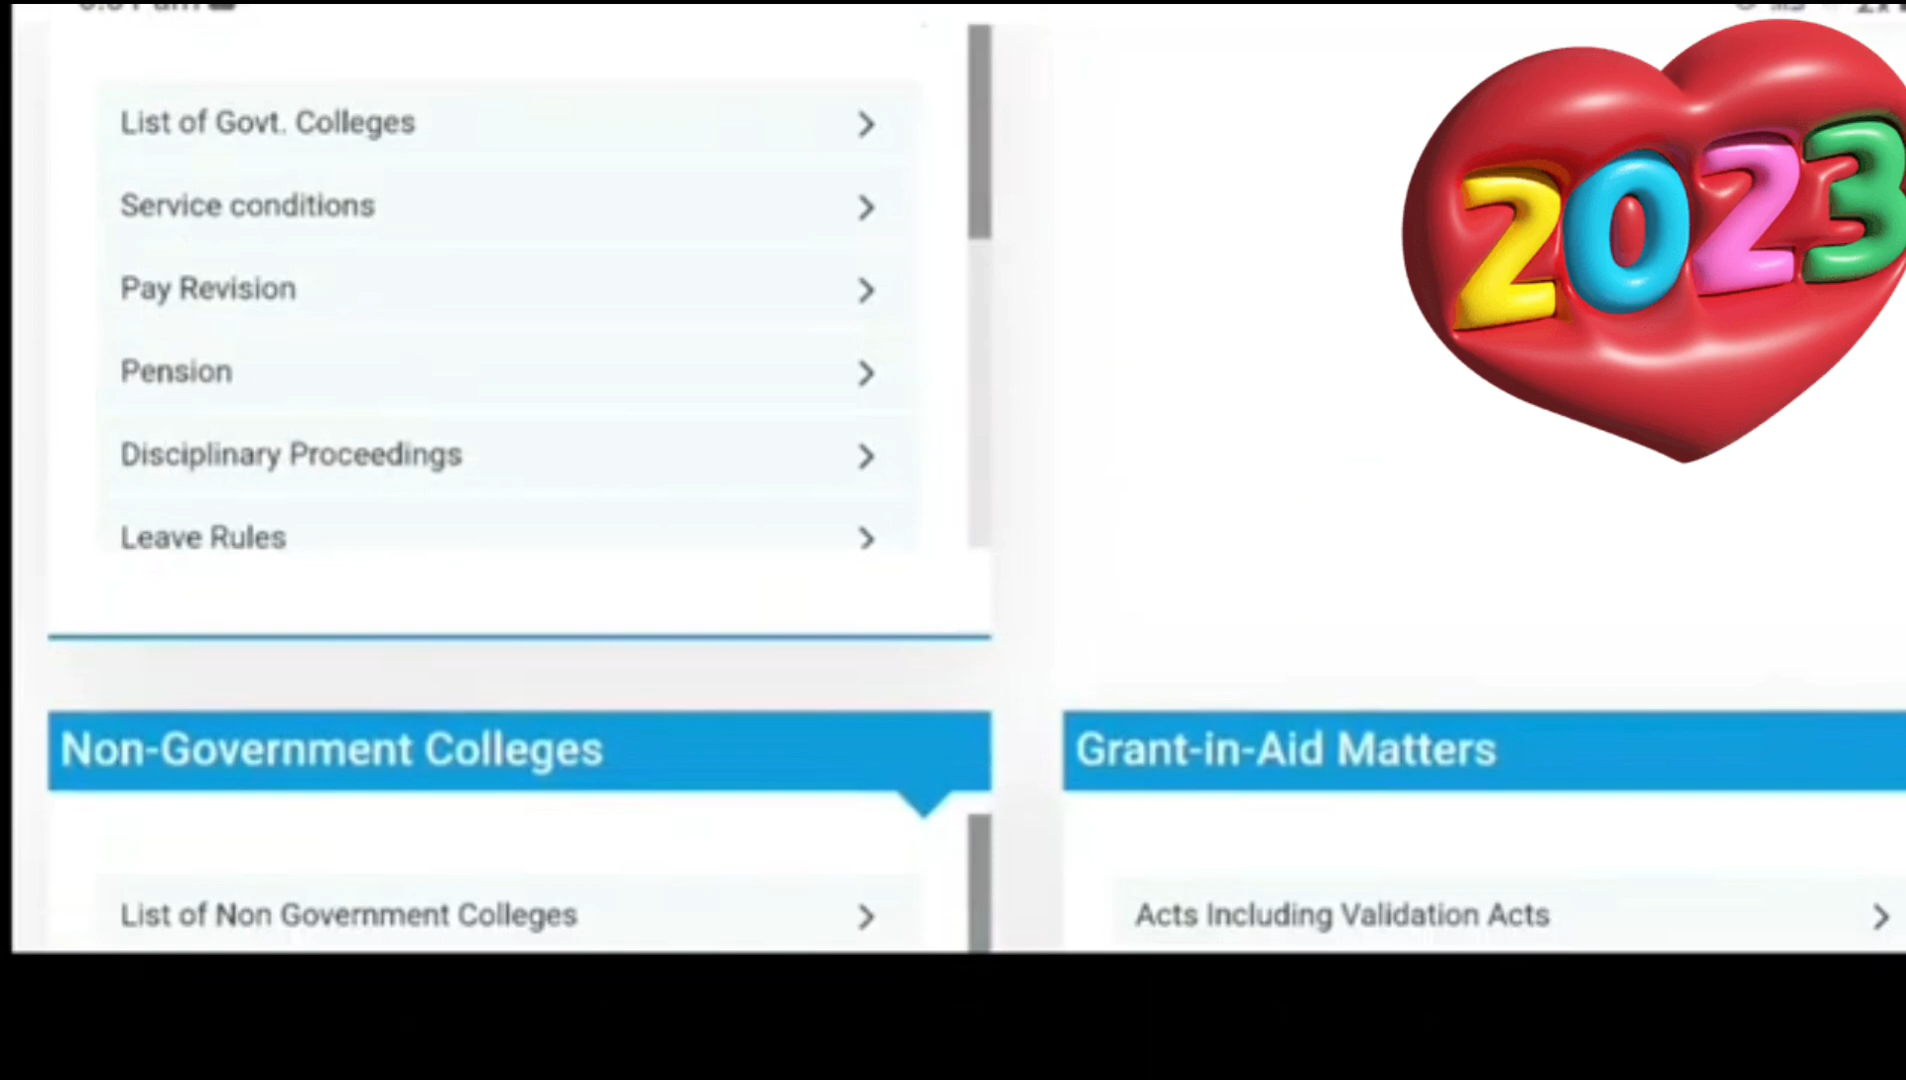 List of Govt. Colleges
Service conditions
Pay Revision
Pension
Disciplinary Proceedings
Leave Rules
2023
Non-Government Colleges
List of Non Government Colleges
Grant-in-Aid Matters
Acts Including Validation Acts